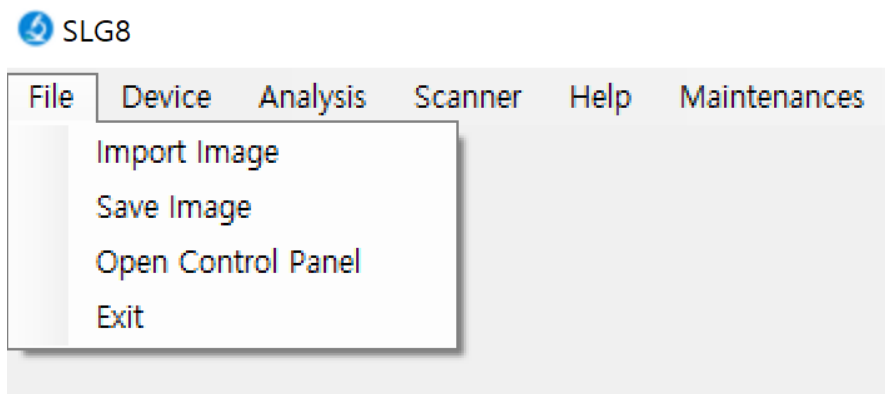 SLG8
File Device Analysis Scanner Help Maintenances
Import Image
Save Image
Open Control Panel
Exit